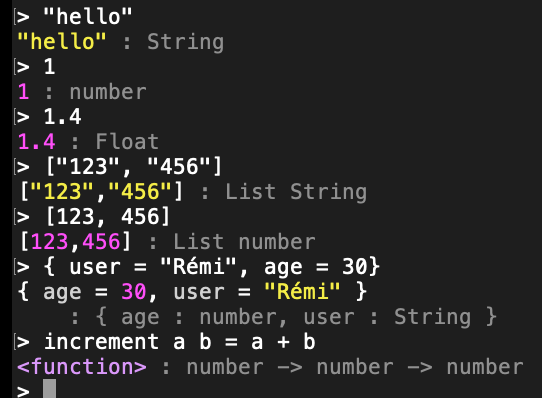 > "hello"
"hello" : String
> 1
1 : number
> 1.4
1.4 : Float
> ["123", "456"]
["123","456"] : List String
> [123, 456]
[123,456] : List number
> { user = "Rémi", age = 30}
{ age = 30, user = "Rémi" }
    : { age : number, user : String }
> increment a b = a + b
<function> : number -> number -> number
>